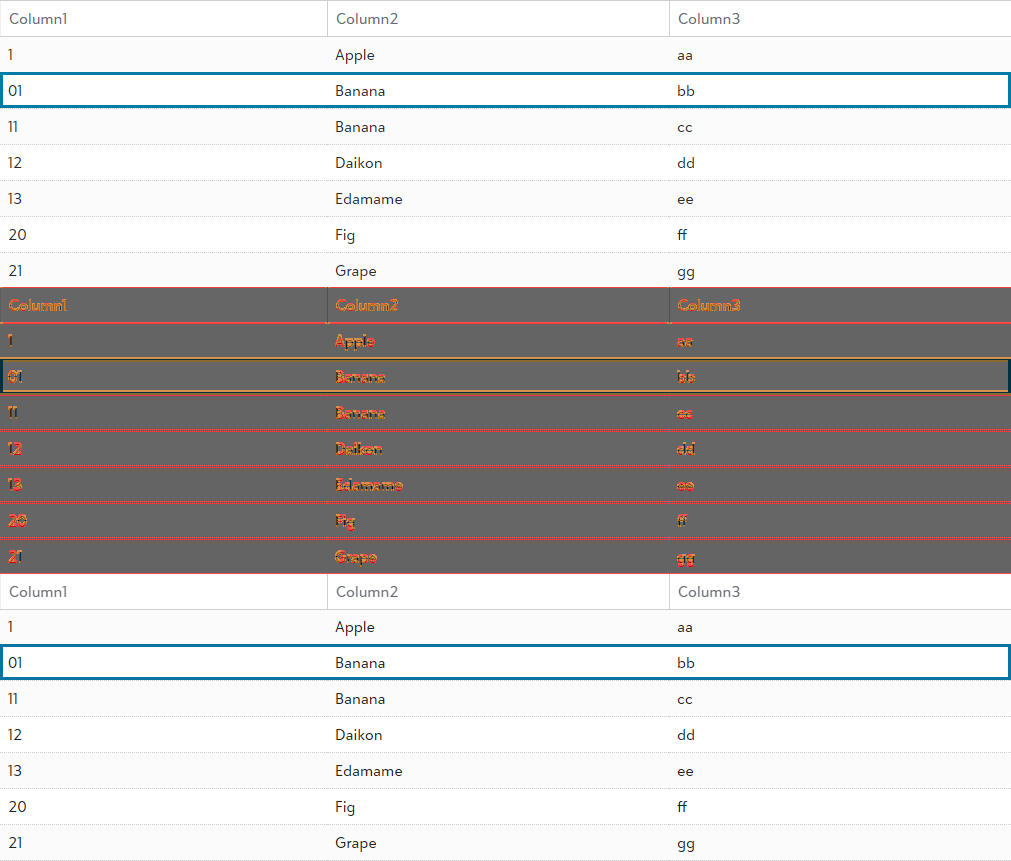 Column1 Column2 Column3
1 Apple aa
01 Banana bb
11 Banana cc
12 Daikon dd
13 Edamame ee
20 Fig ff
21 Grape gg
Column1 Column2 Column3
1 Apple aa
01 Banana bb
11 Banana cc
12 Daikon dd
13 Edamame ee
20 Fig ff
21 Grape gg
Column1 Column2 Column3
1 Apple aa
01 Banana bb
11 Banana cc
12 Daikon dd
13 Edamame ee
20 Fig ff
21 Grape gg